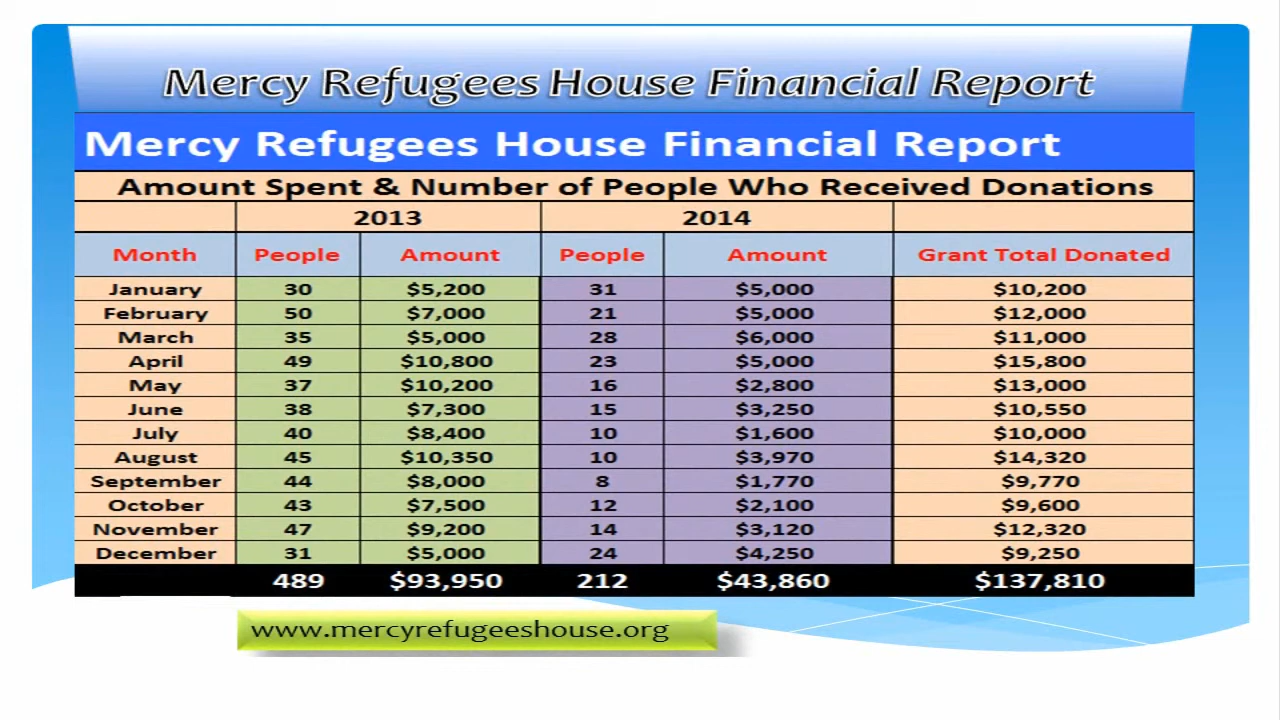 Mercy Refugees House Financial Report
Mercy Refugees House Financial Report
Amount Spent & Number of People Who Received Donations
2013 2014
Month People Amount People Amount Grant Total Donated
January 30 $5,200 31 $5,000 $10,200
February 50 $7,000 21 $5,000 $12,000
March 35 $5,000 28 $6,000 $11,000
April 49 $10,800 23 $5,000 $15,800
May 37 $10,200 16 $2,800 $13,000
June 38 $7,300 15 $3,250 $10,550
July 40 $8,400 10 $1,600 $10,000
August 45 $10,350 10 $3,970 $14,320
September 44 $8,000 8 $1,770 $9,770
October 43 $7,500 12 $2,100 $9,600
November 47 $9,200 14 $3,120 $12,320
December 31 $5,000 24 $4,250 $9,250
489 $93,950 212 $43,860 $137,810
www.mercyrefugeeshouse.org